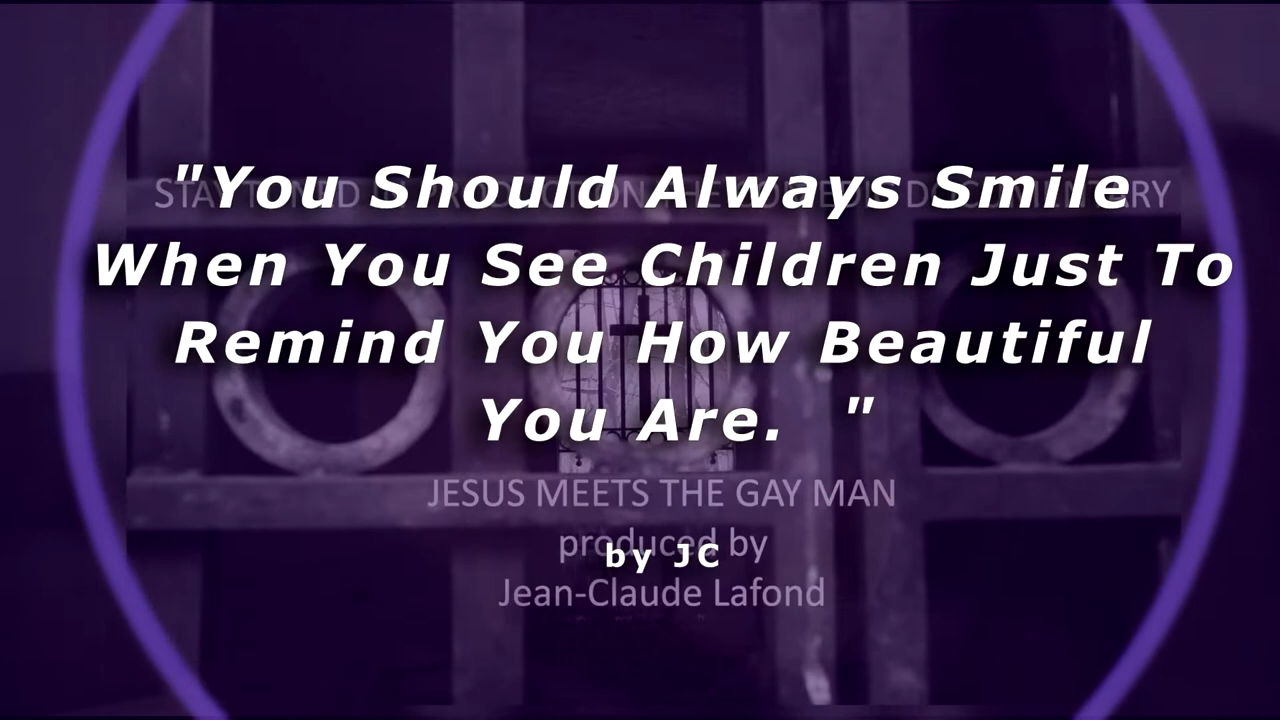 "You Should Always Smile
When You See Children Just To
Remind You How Beautiful
You Are. "
JESUS MEETS THE GAY MAN
produced by
by JC
Jean-Claude Lafond